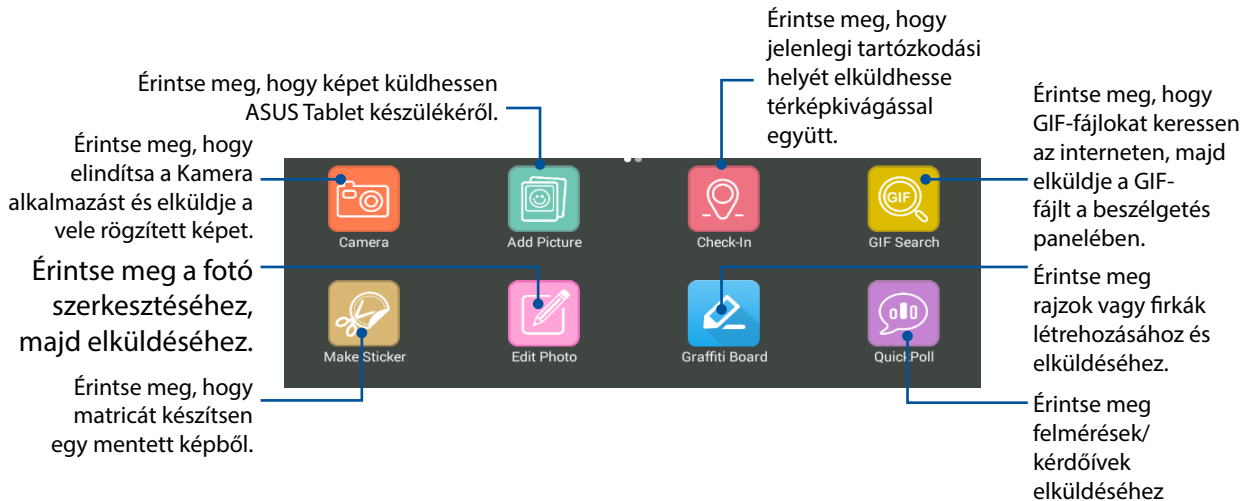 Érintse meg, hogy
jelenlegi tartózkodási
helyét elküldhesse
térképkivágással
együtt.
Érintse meg, hogy képet küldhessen
ASUS Tablet készülékéről.
Érintse meg, hogy
GIF-fájlokat keressen
az interneten, majd
elküldje a GIF-
fájlt a beszélgetés
panelében.
Érintse meg, hogy
elindítsa a Kamera
alkalmazást és elküldje a
vele rögzített képet.
GIF
Camera
Add Picture
Check-In
GIF Search
Érintse meg a fotó
szerkesztéséhez,
majd elküldéséhez.
Érintse meg
rajzok vagy firkák
létrehozásához és
elküldéséhez.
Make Sticker
Edit Photo
Graffiti Board
QuickPoll
Érintse meg, hogy
matricát készítsen
egy mentett képből.
Érintse meg
felmérések/
kérdőívek
elküldéséhez